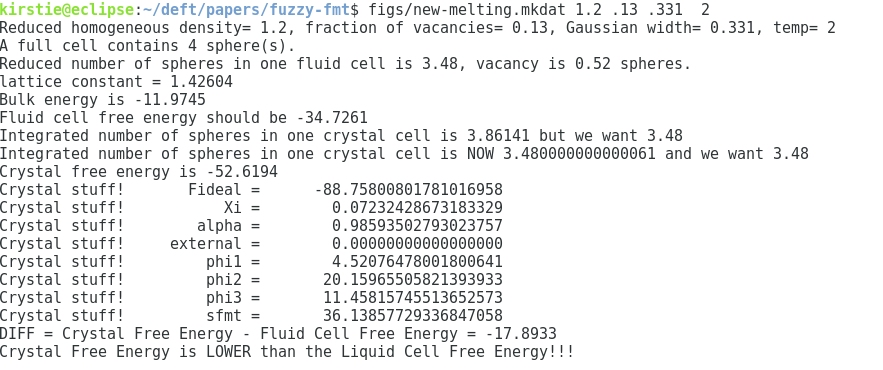 kirstie@eclipse:~/deft/papers/fuzzy-fmt$ figs/new-melting.mkdat 1.2 .13 .331  2
Reduced homogeneous density= 1.2, fraction of vacancies= 0.13, Gaussian width= 0.331, temp= 2
A full cell contains 4 sphere(s).
Reduced number of spheres in one fluid cell is 3.48, vacancy is 0.52 spheres.
lattice constant = 1.42604
Bulk energy is -11.9745
Fluid cell free energy should be -34.7261
Integrated number of spheres in one crystal cell is 3.86141 but we want 3.48
Integrated number of spheres in one crystal cell is NOW 3.480000000000061 and we want 3.48
Crystal free energy is -52.6194
Crystal stuff!       Fideal =      -88.75800801781016958
Crystal stuff!           Xi =        0.07232428673183329
Crystal stuff!        alpha =        0.98593502793023757
Crystal stuff!     external =        0.00000000000000000
Crystal stuff!         phi1 =        4.52076478001800641
Crystal stuff!         phi2 =       20.15965505821393933
Crystal stuff!         phi3 =       11.45815745513652573
Crystal stuff!         sfmt =       36.13857729336847058
DIFF = Crystal Free Energy - Fluid Cell Free Energy = -17.8933
Crystal Free Energy is LOWER than the Liquid Cell Free Energy!!!